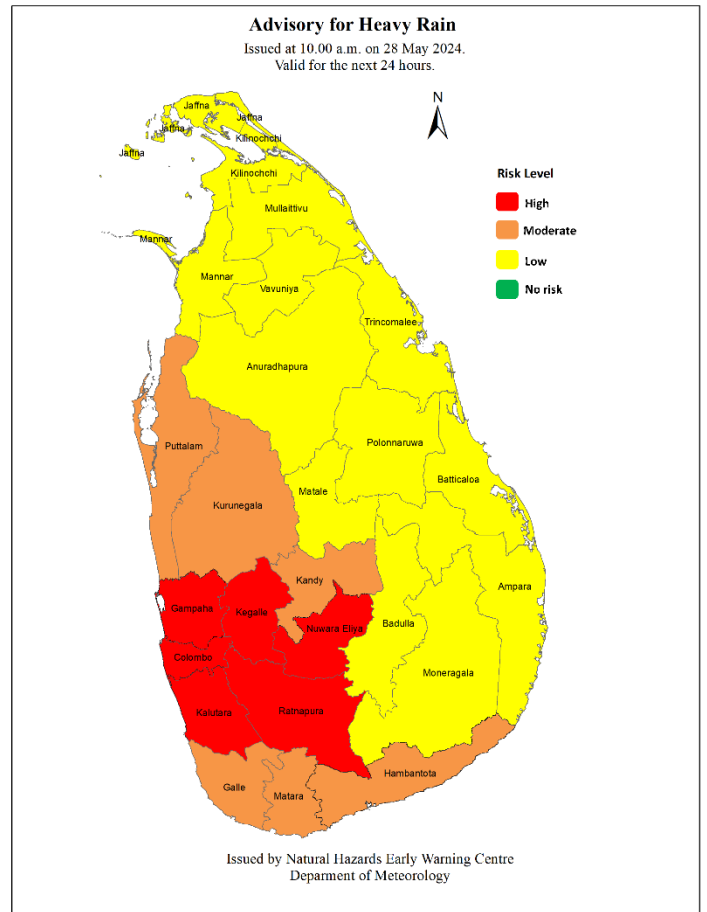 Advisory for Heavy Rain
Issued at 10.00 a.m. on 28 May 2024.
Valid for the next 24 hours.
N
Jaffna
Jaffna
Jaffna
Kilinochchi
Jaffna
Kilinochchi
Risk Level
High
Moderate
Low
No risk
Mullaittivu
Mannar
Mannar
Vavuniya
Trincomalee
Anuradhapura
Puttalam
Polonnaruwa
Batticaloa
Matale
Kurunegala
Kandy
Ampara
Gampaha
Kegalle
Nuwara Eliya
Badulla
Colombo
Moneragala
Kalutara
Ratnapura
Hambantota
Galle
Matara
Issued by Natural Hazards Early Warning Centre
Deparment of Meteorology